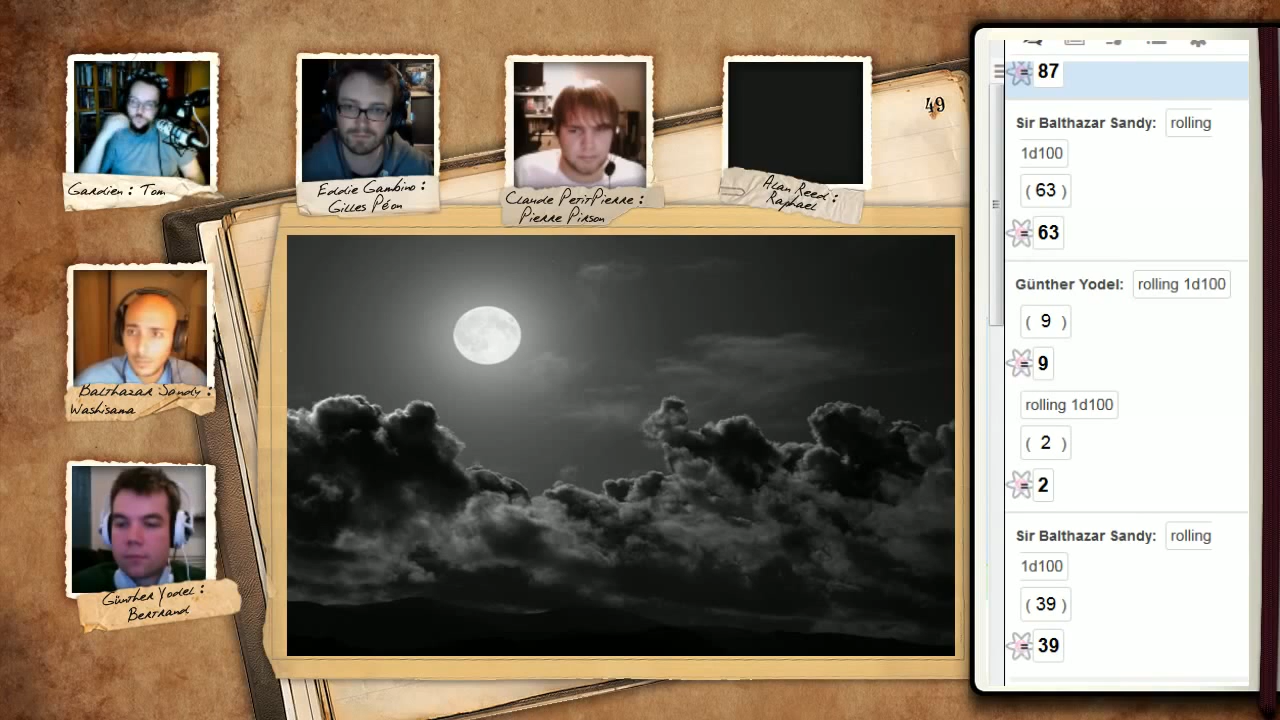 Gardien : Tom
Eddie Gambino :
Gilles Péon
Claude PetitPierre :
Pierre Pirson
Alan Reed :
Raphael
49
Balthazar Sandy :
Washisama
Günther Yodel :
Bertrand
= 87
Sir Balthazar Sandy: rolling
1d100
( 63 )
= 63
Günther Yodel: rolling 1d100
( 9 )
= 9
rolling 1d100
( 2 )
= 2
Sir Balthazar Sandy: rolling
1d100
( 39 )
= 39